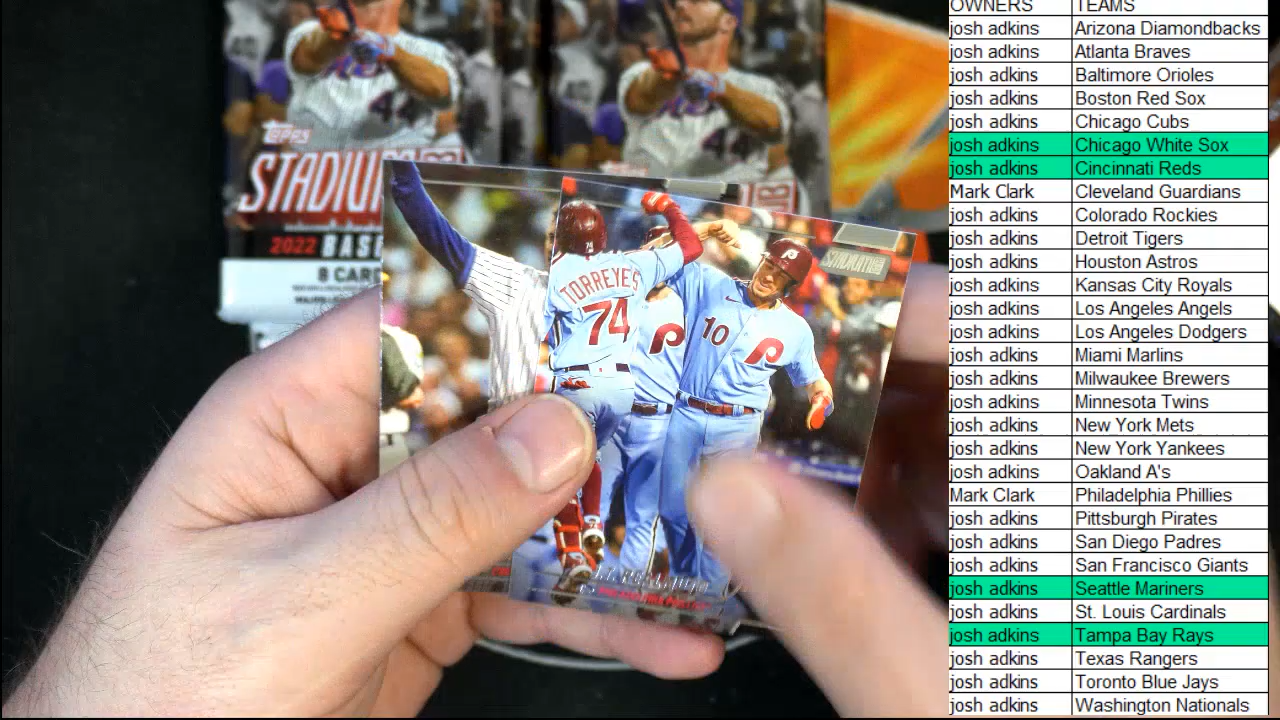 OWNERS TEAMS
josh adkins Arizona Diamondbacks
josh adkins Atlanta Braves
josh adkins Baltimore Orioles
josh adkins Boston Red Sox
josh adkins Chicago Cubs
josh adkins Chicago White Sox
josh adkins Cincinnati Reds
Mark Clark Cleveland Guardians
josh adkins Colorado Rockies
josh adkins Detroit Tigers
josh adkins Houston Astros
josh adkins Kansas City Royals
josh adkins Los Angeles Angels
josh adkins Los Angeles Dodgers
josh adkins Miami Marlins
josh adkins Milwaukee Brewers
josh adkins Minnesota Twins
josh adkins New York Mets
josh adkins New York Yankees
josh adkins Oakland A's
Mark Clark Philadelphia Phillies
josh adkins Pittsburgh Pirates
josh adkins San Diego Padres
josh adkins San Francisco Giants
josh adkins Seattle Mariners
josh adkins St. Louis Cardinals
josh adkins Tampa Bay Rays
josh adkins Texas Rangers
josh adkins Toronto Blue Jays
josh adkins Washington Nationals
TOPPS
STADIU
2022 BASE
8 CAR
TORREYES
74
10
P
P
P
STADIUM
44
44